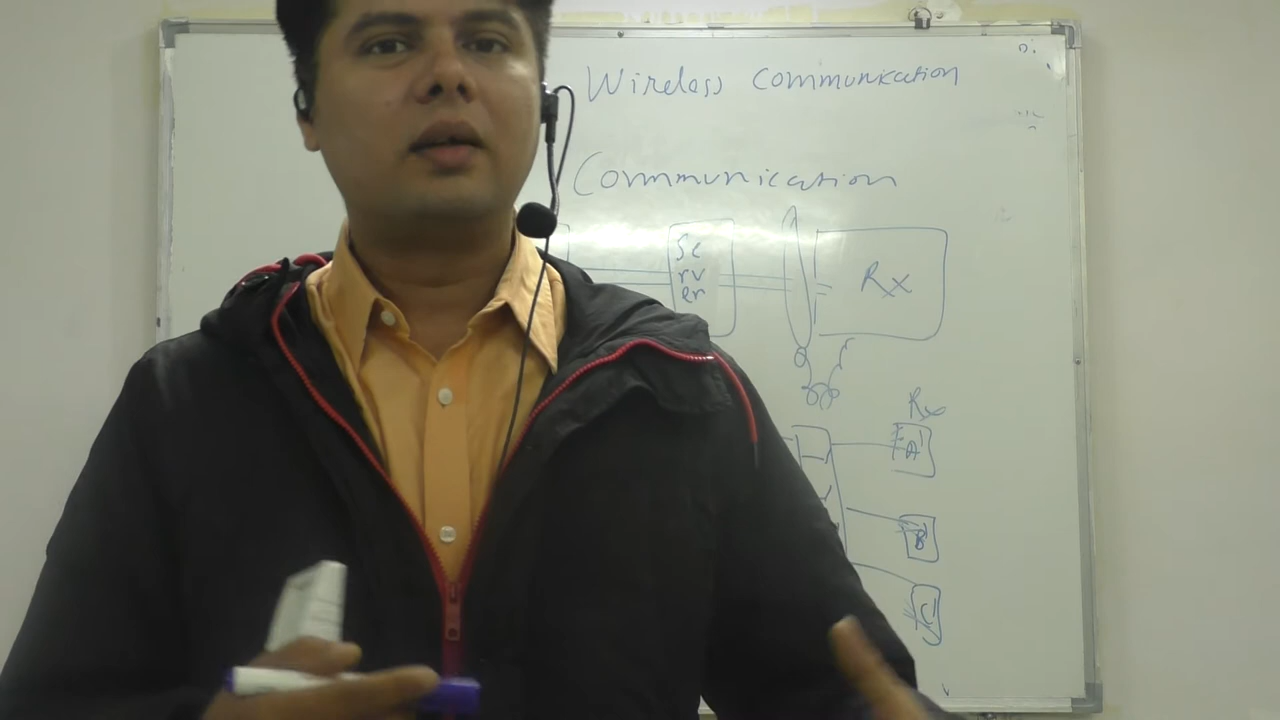 Wireless Communication
Communication
Se
rv
er
Rx
Rx
A
B
C